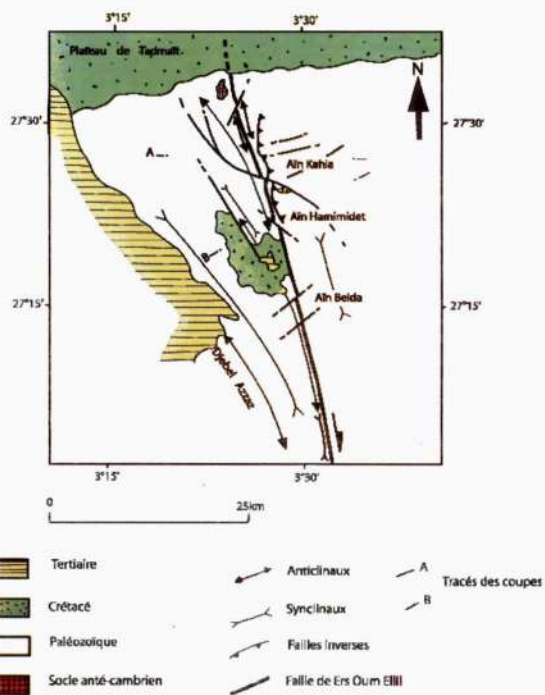 3°15'
3°30'
Plateau de Tadmaït
N
27°30'
27°30'
A
Aïn Kahla
Aïn Hamimidet
B
27°15'
Aïn Beida
27°15'
Djebel Azzaz
3°15'
3°30'
0
25km
Tertiaire
Anticlinaux
A
Tracés des coupes
Crétacé
Synclinaux
B
Paléozoïque
Failles inverses
Socle anté-cambrien
Faille de Ers Oum Ellil